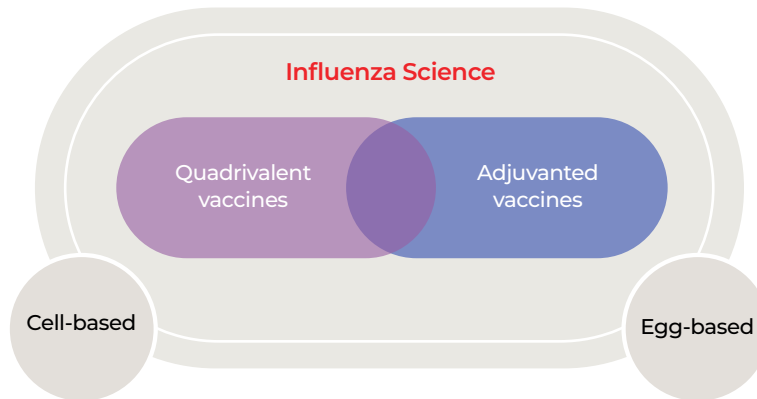 Influenza Science
Quadrivalent
vaccines
Adjuvanted
vaccines
Cell-based
Egg-based